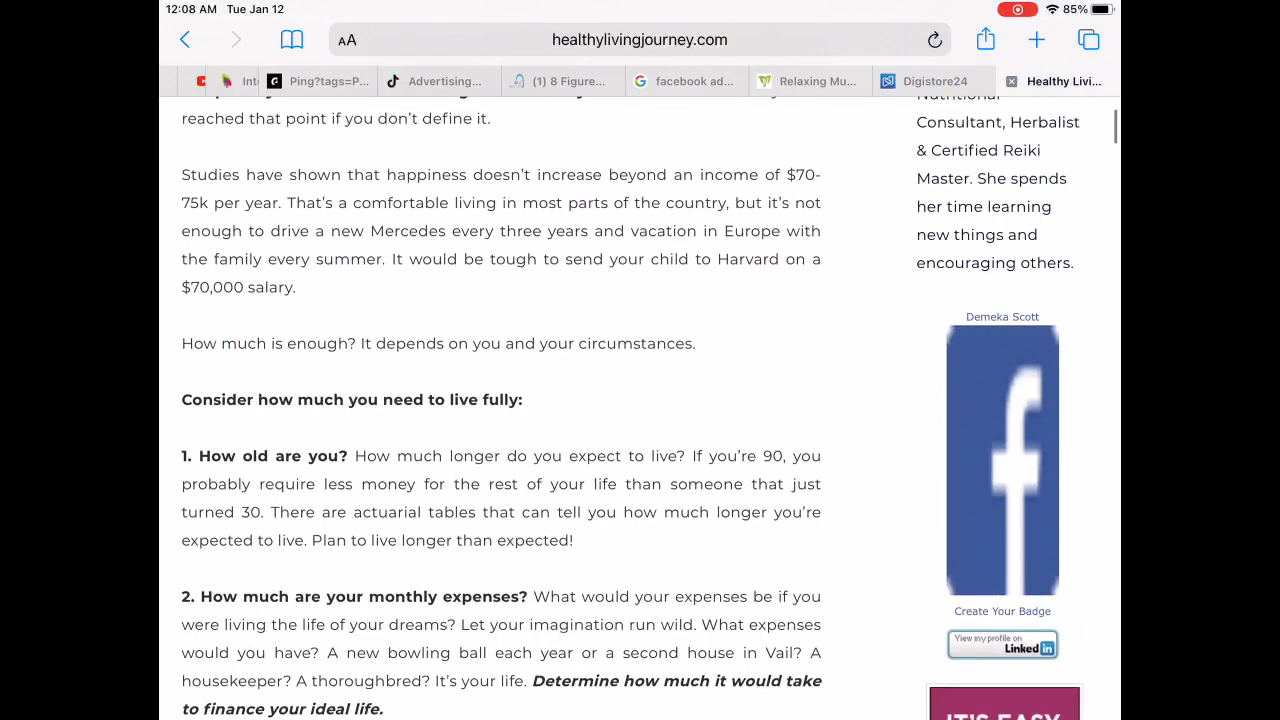 12:08 AM Tue Jan 12
85%
AA
healthylivingjourney.com
Int
Ping?tags=P...
Advertising...
(1) 8 Figure...
facebook ad...
Relaxing Mu...
Digistore24
Healthy Livi...
reached that point if you don’t define it.
Studies have shown that happiness doesn’t increase beyond an income of $70-
75k per year. That’s a comfortable living in most parts of the country, but it’s not
enough to drive a new Mercedes every three years and vacation in Europe with
the family every summer. It would be tough to send your child to Harvard on a
$70,000 salary.
How much is enough? It depends on you and your circumstances.
Consider how much you need to live fully:
1. How old are you? How much longer do you expect to live? If you’re 90, you
probably require less money for the rest of your life than someone that just
turned 30. There are actuarial tables that can tell you how much longer you’re
expected to live. Plan to live longer than expected!
2. How much are your monthly expenses? What would your expenses be if you
were living the life of your dreams? Let your imagination run wild. What expenses
would you have? A new bowling ball each year or a second house in Vail? A
housekeeper? A thoroughbred? It’s your life. Determine how much it would take
to finance your ideal life.
Nutritional
Consultant, Herbalist
& Certified Reiki
Master. She spends
her time learning
new things and
encouraging others.
Demeka Scott
f
Create Your Badge
View my profile on
Linked in
IT'S EASY